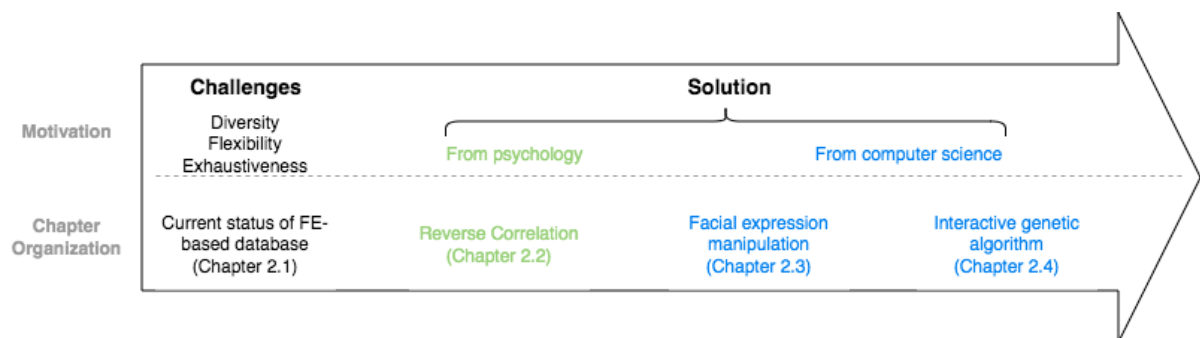 Challenges
Solution
Motivation
Diversity
Flexibility
Exhaustiveness
From psychology
From computer science
Chapter
Organization
Current status of FE-
based database
(Chapter 2.1)
Reverse Correlation
(Chapter 2.2)
Facial expression
manipulation
(Chapter 2.3)
Interactive genetic
algorithm
(Chapter 2.4)